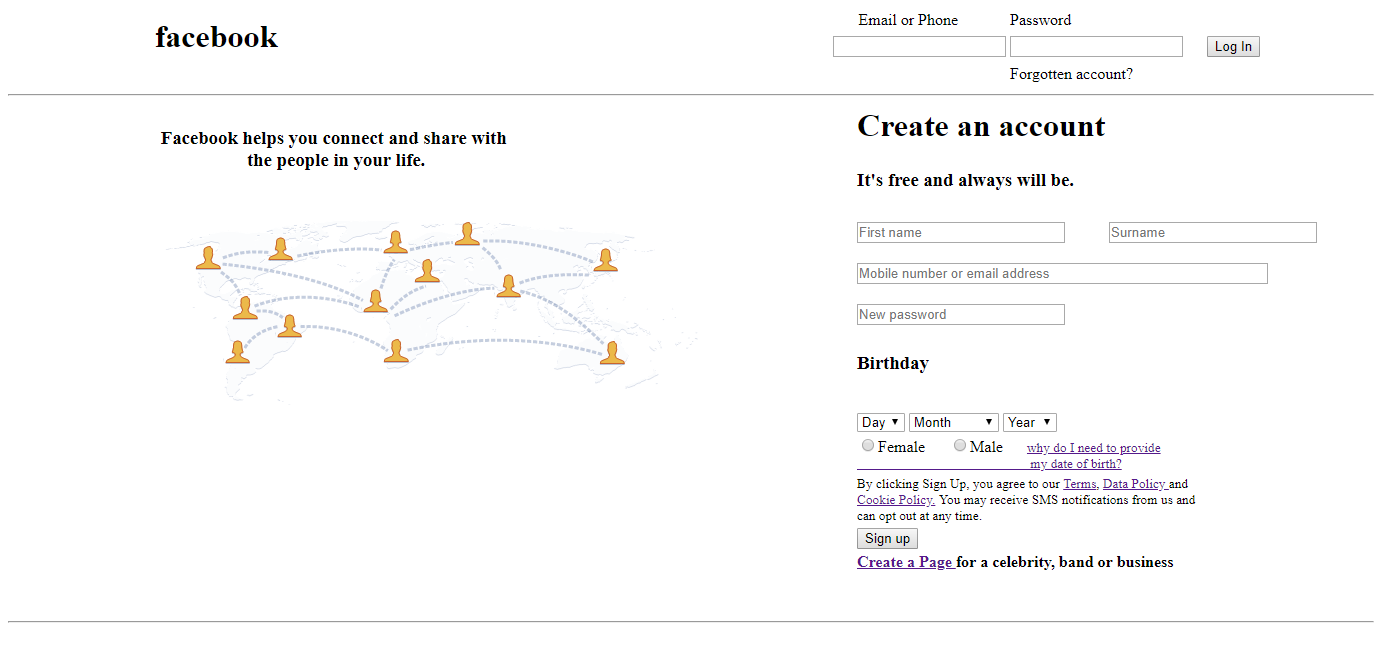 facebook
Email or Phone
Password
Log In
Forgotten account?
Facebook helps you connect and share with
the people in your life.
Create an account
It's free and always will be.
First name
Surname
Mobile number or email address
New password
Birthday
Day
Month
Year
Female
Male
why do I need to provide
my date of birth?
By clicking Sign Up, you agree to our Terms, Data Policy and
Cookie Policy. You may receive SMS notifications from us and
can opt out at any time.
Sign up
Create a Page for a celebrity, band or business